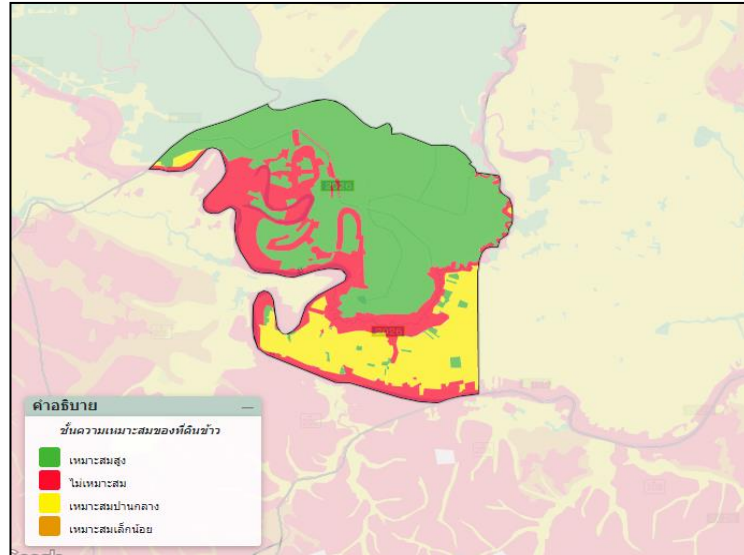 คำอธิบาย
ชั้นความเหมาะสมของที่ดินข้าว
เหมาะสมสูง
ไม่เหมาะสม
เหมาะสมปานกลาง
เหมาะสมเล็กน้อย